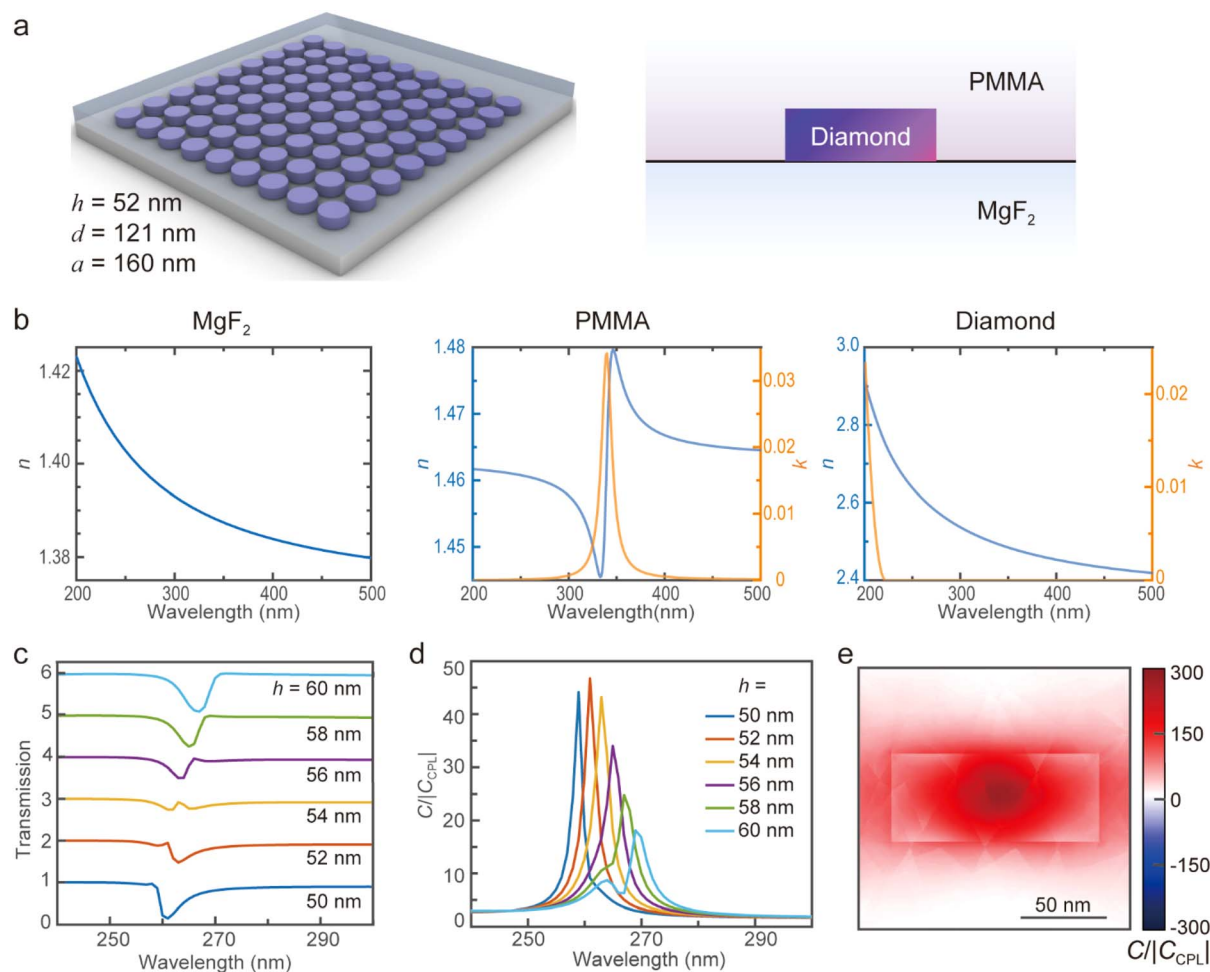 a
h = 52 nm
d = 121 nm
a = 160 nm
PMMA
Diamond
MgF₂
b
MgF₂
PMMA
Diamond
1.42
1.40
1.38
n
200 300 400 500
Wavelength (nm)
1.48
1.47
1.46
1.45
n
0.03
0.02
0.01
0
k
200 300 400 500
Wavelength(nm)
3.0
2.8
2.6
2.4
n
0.02
0.01
0
k
200 300 400 500
Wavelength (nm)
c
6
5
4
3
2
1
0
Transmission
h = 60 nm
58 nm
56 nm
54 nm
52 nm
50 nm
250 270 290
Wavelength (nm)
d
50
40
30
20
10
0
C/|C_CPL|
h =
50 nm
52 nm
54 nm
56 nm
58 nm
60 nm
250 270 290
Wavelength (nm)
e
50 nm
300
150
0
-150
-300
C/|C_CPL|